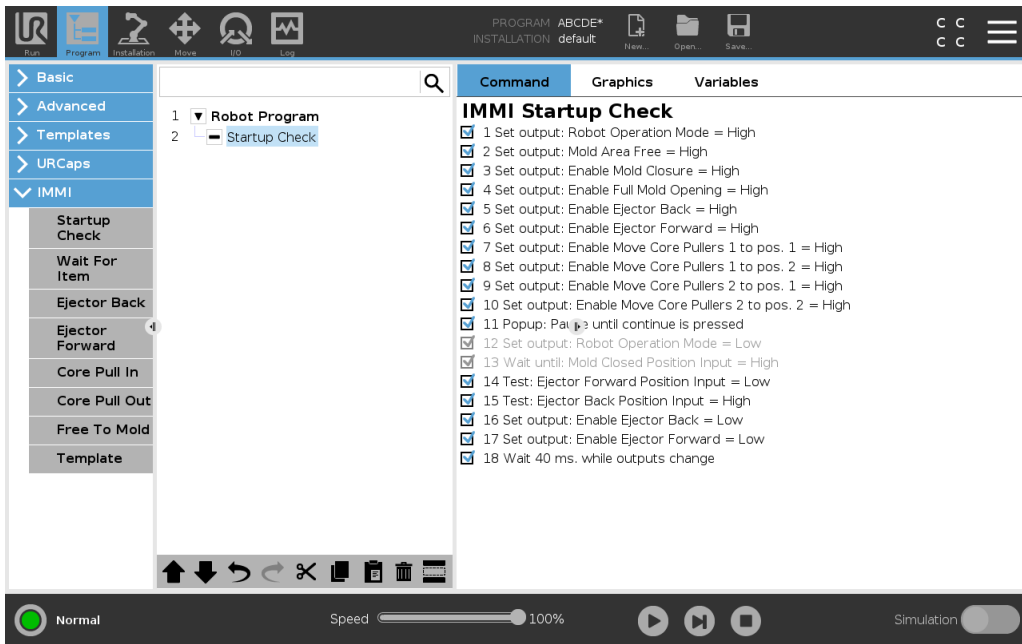 UR
Run
Program
Installation
Move
I/O
Log
PROGRAM ABCDE*
INSTALLATION default
New...
Open...
Save...
C C
C C
Basic
Advanced
Templates
URCaps
IMMI
Startup
Check
Wait For
Item
Ejector Back
Ejector
Forward
Core Pull In
Core Pull Out
Free To Mold
Template
1 Robot Program
2 Startup Check
Command Graphics Variables
IMMI Startup Check
1 Set output: Robot Operation Mode = High
2 Set output: Mold Area Free = High
3 Set output: Enable Mold Closure = High
4 Set output: Enable Full Mold Opening = High
5 Set output: Enable Ejector Back = High
6 Set output: Enable Ejector Forward = High
7 Set output: Enable Move Core Pullers 1 to pos. 1 = High
8 Set output: Enable Move Core Pullers 1 to pos. 2 = High
9 Set output: Enable Move Core Pullers 2 to pos. 1 = High
10 Set output: Enable Move Core Pullers 2 to pos. 2 = High
11 Popup: Pause until continue is pressed
12 Set output: Robot Operation Mode = Low
13 Wait until: Mold Closed Position Input = High
14 Test: Ejector Forward Position Input = Low
15 Test: Ejector Back Position Input = High
16 Set output: Enable Ejector Back = Low
17 Set output: Enable Ejector Forward = Low
18 Wait 40 ms. while outputs change
Normal
Speed 100%
Simulation